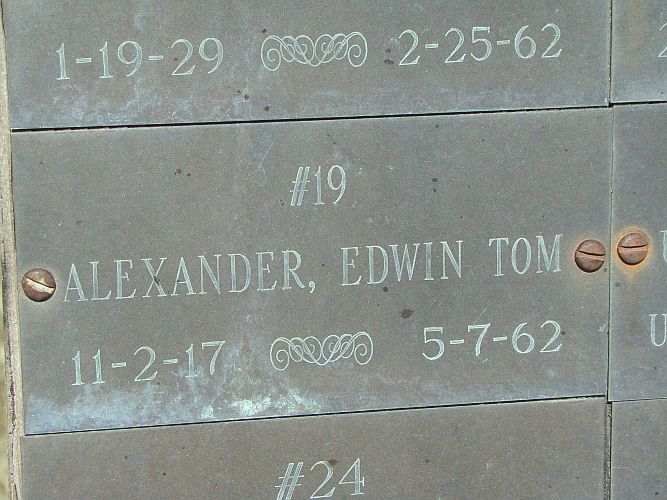 1-19-29 2-25-62
#19
ALEXANDER, EDWIN TOM
11-2-17 5-7-62
#24